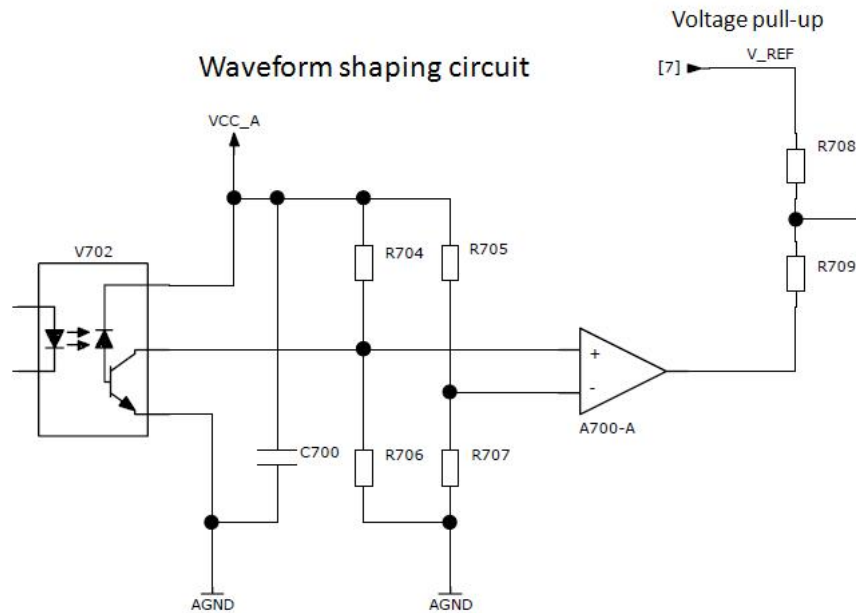 Voltage pull-up
V_REF
[7]
Waveform shaping circuit
VCC_A
R708
V702
R704
R705
R709
+
-
A700-A
C700
R706
R707
AGND
AGND